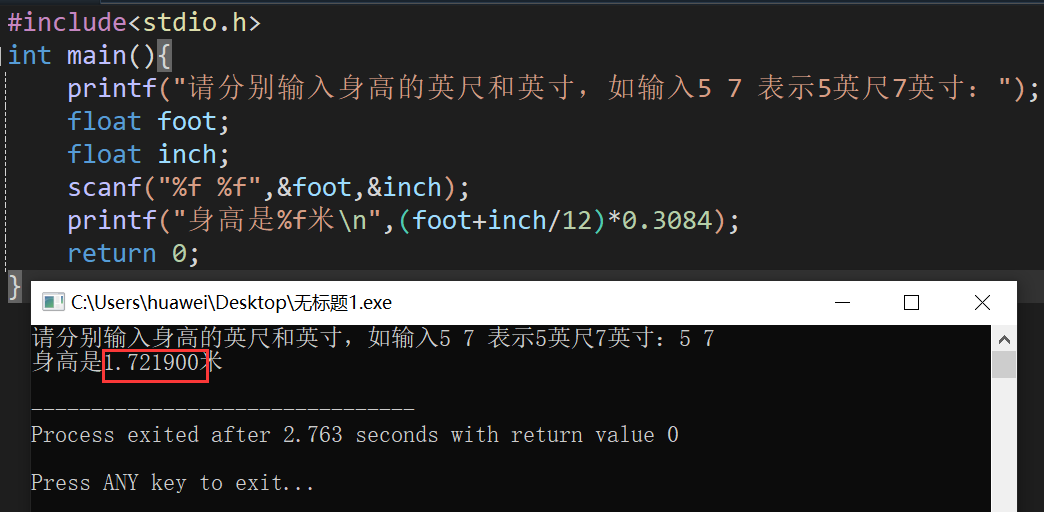 #include<stdio.h>
int main(){
printf("请分别输入身高的英尺和英寸，如输入5 7 表示5英尺7英寸：");
float foot;
float inch;
scanf("%f %f",&foot,&inch);
printf("身高是%f米\n",(foot+inch/12)*0.3084);
return 0;
}
C:\Users\huawei\Desktop\无标题1.exe
请分别输入身高的英尺和英寸，如输入5 7 表示5英尺7英寸：5 7
身高是1.721900米
--------------------------------
Process exited after 2.763 seconds with return value 0
Press ANY key to exit...